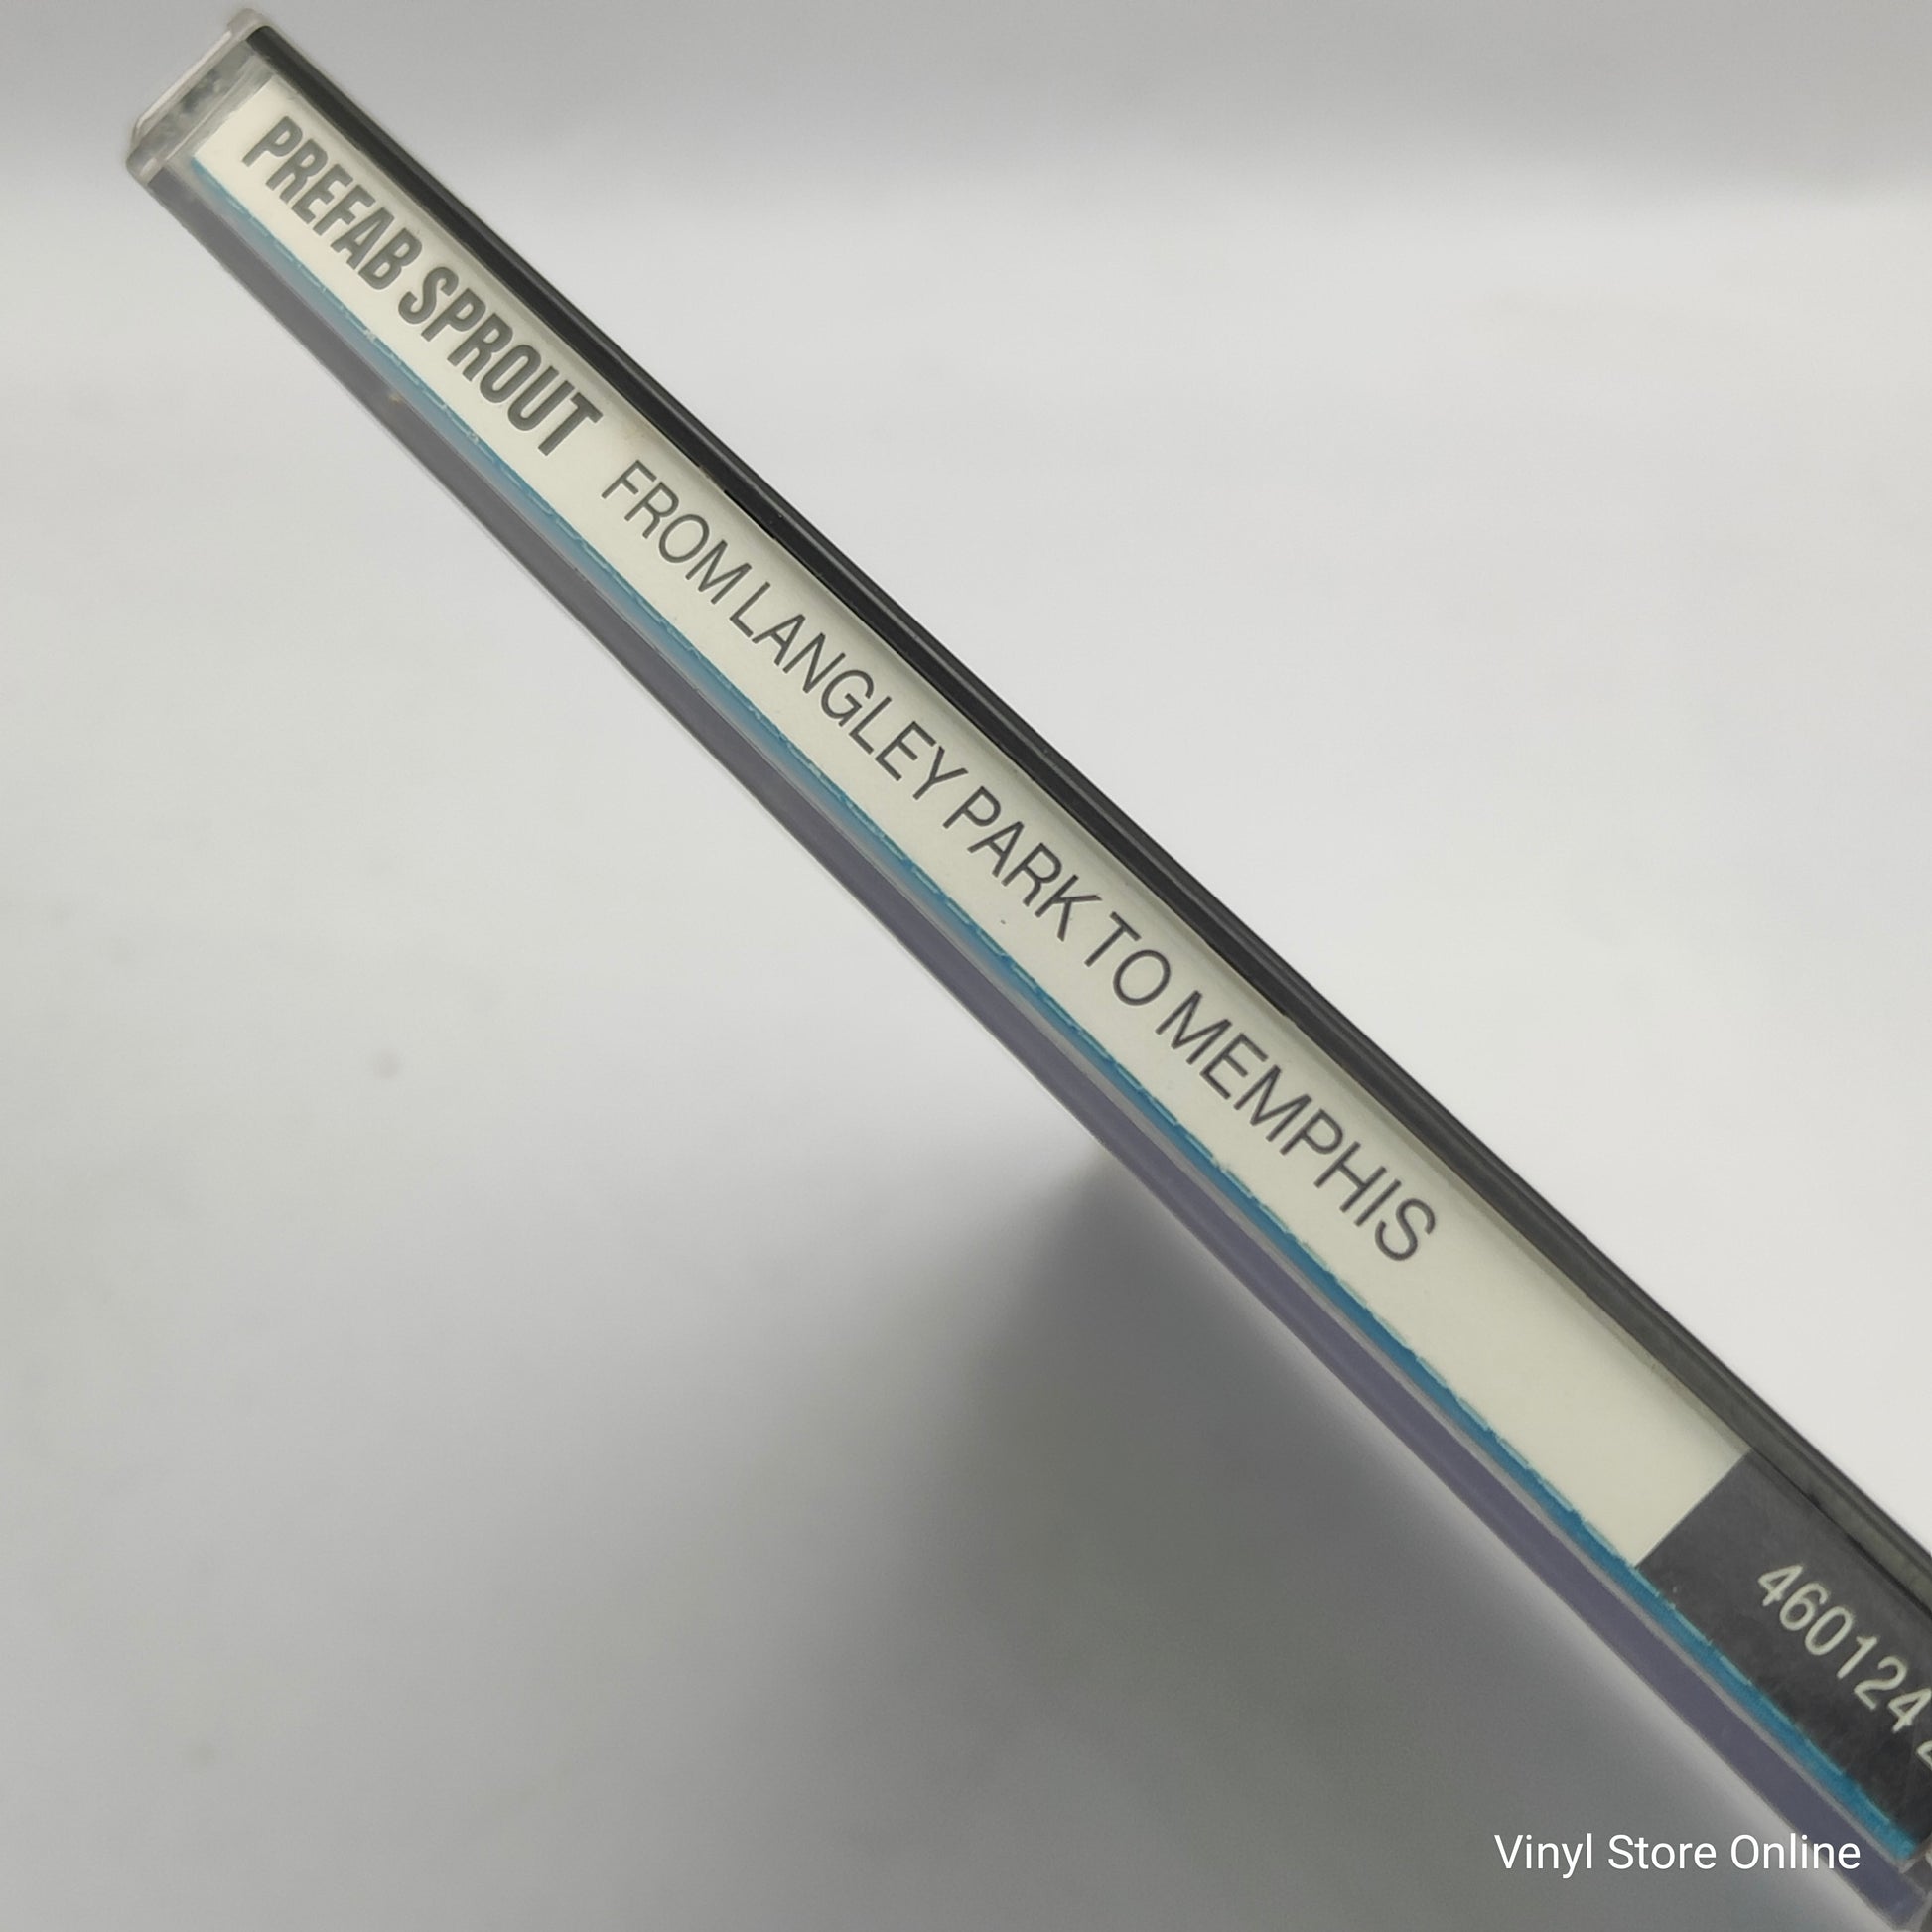 PREFAB SPROUT FROM LANGLEY PARK TO MEMPHIS
460124
Vinyl Store Online